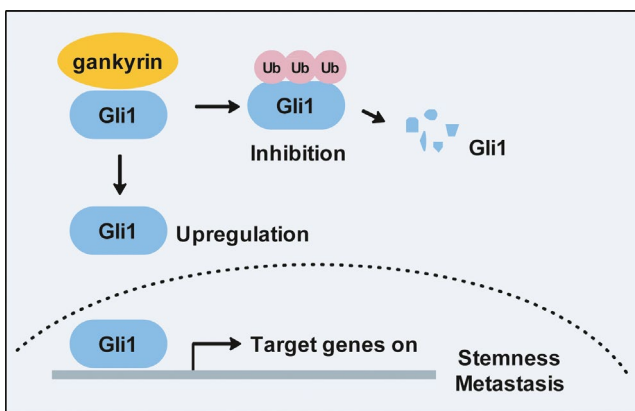 gankyrin
Gli1
Ub Ub Ub
Gli1
Inhibition
Gli1
Gli1
Upregulation
Gli1
Target genes on
Stemness
Metastasis